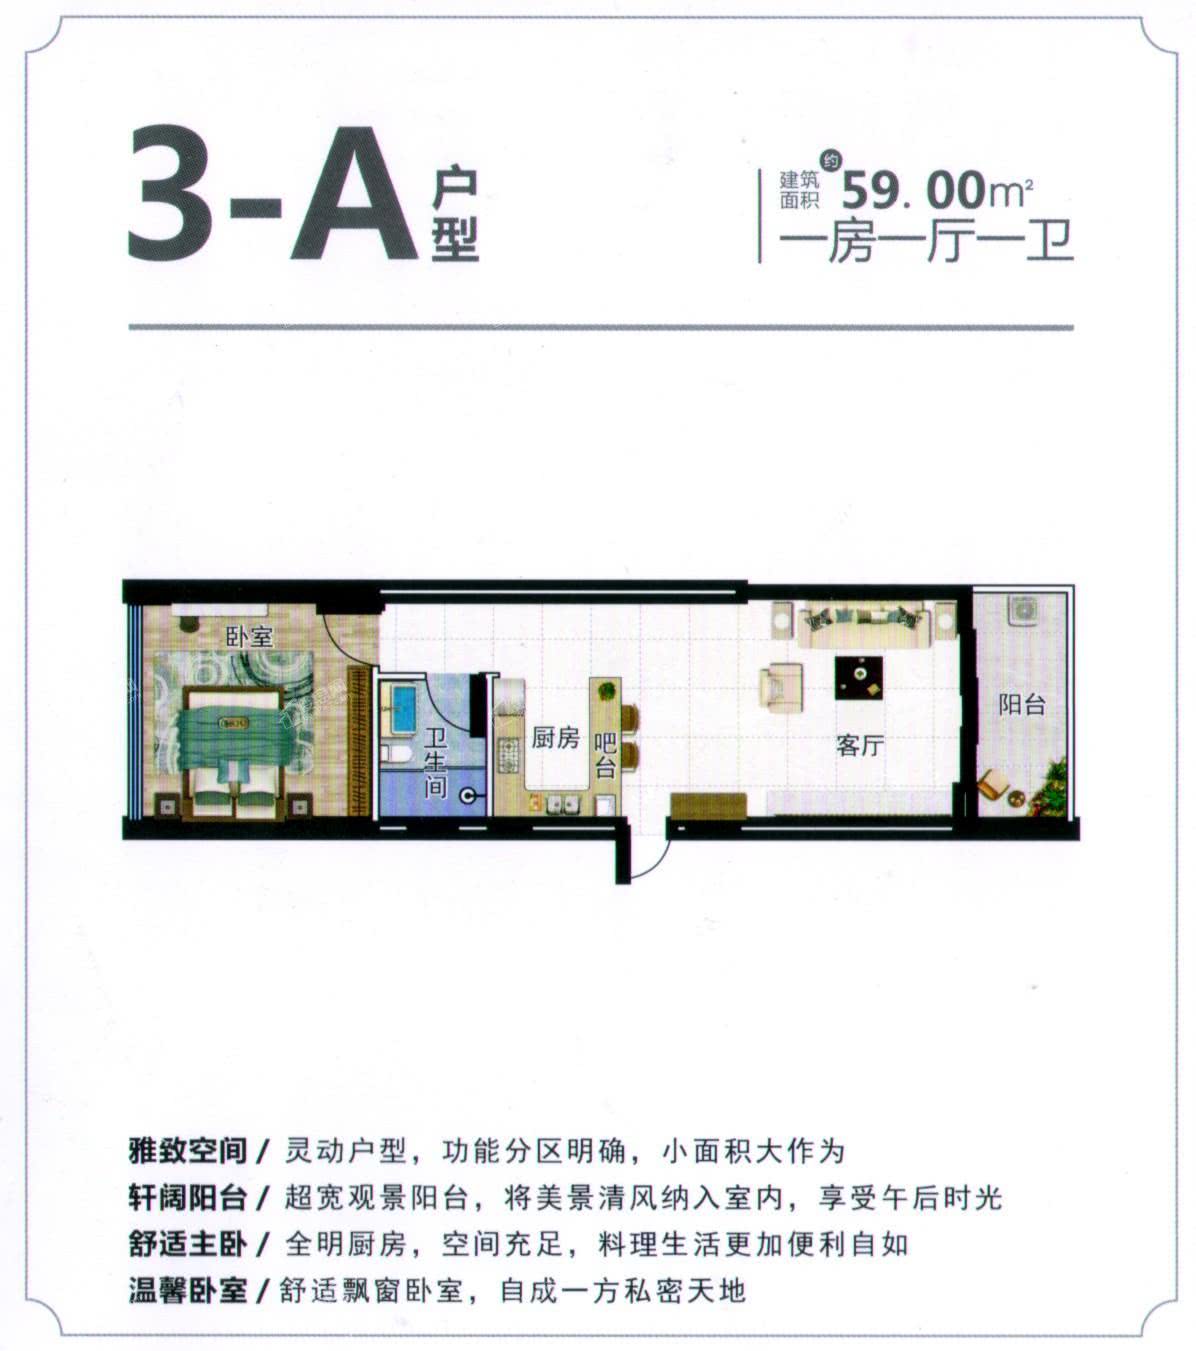 3-A户型
建筑面积约59.00m²
一房一厅一卫
卧室
卫生间
厨房
吧台
客厅
阳台
雅致空间/ 灵动户型，功能分区明确，小面积大作为
轩阔阳台/ 超宽观景阳台，将美景清风纳入室内，享受午后时光
舒适主卧/ 全明厨房，空间充足，料理生活更加便利自如
温馨卧室/ 舒适飘窗卧室，自成一方私密天地